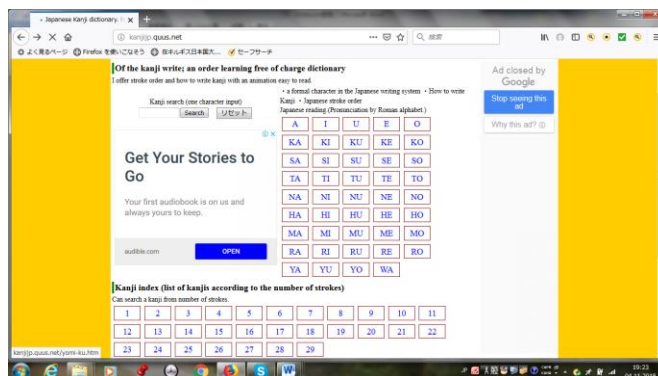 Japanese Kanji dictionary. H
kanjijp.quus.net
検索
よく見るページ Firefox を使いこなそう 日本
セーフサーチ
Of the kanji write; an order learning free of charge dictionary
I offer stroke order and how to write kanji with an animation easy to read.
・a formal character in the Japanese writing system ・How to write
Kanji ・Japanese stroke order
Japanese reading (Pronunciation by Roman alphabet)
Kanji search (one character input)
Search リセット
A I U E O
KA KI KU KE KO
SA SI SU SE SO
TA TI TU TE TO
NA NI NU NE NO
HA HI HU HE HO
MA MI MU ME MO
RA RI RU RE RO
YA YU YO WA
Get Your Stories to
Go
Your first audiobook is on us and
always yours to keep.
audible.com OPEN
Ad closed by
Google
Stop seeing this
ad
Why this ad?
Kanji index (list of kanjis according to the number of strokes)
Can search a kanji from number of strokes.
1 2 3 4 5 6 7 8 9 10 11
12 13 14 15 16 17 18 19 20 21 22
23 24 25 26 27 28 29
kanjijp.quus.net/yomi-ku.htm
19:23